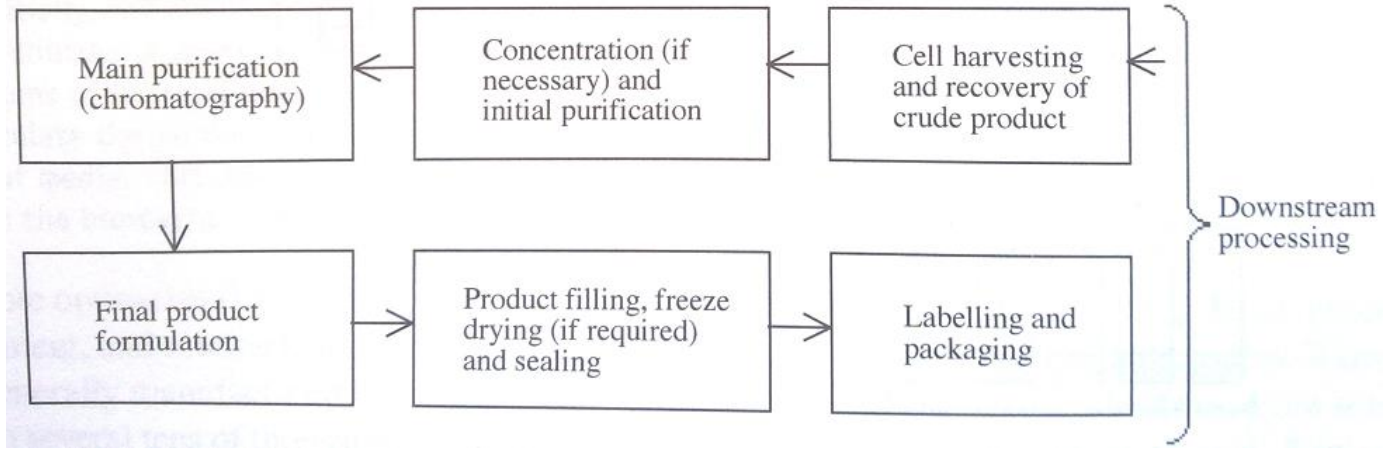 Main purification
(chromatography)
Concentration (if
necessary) and
initial purification
Cell harvesting
and recovery of
crude product
Downstream
processing
Final product
formulation
Product filling, freeze
drying (if required)
and sealing
Labelling and
packaging